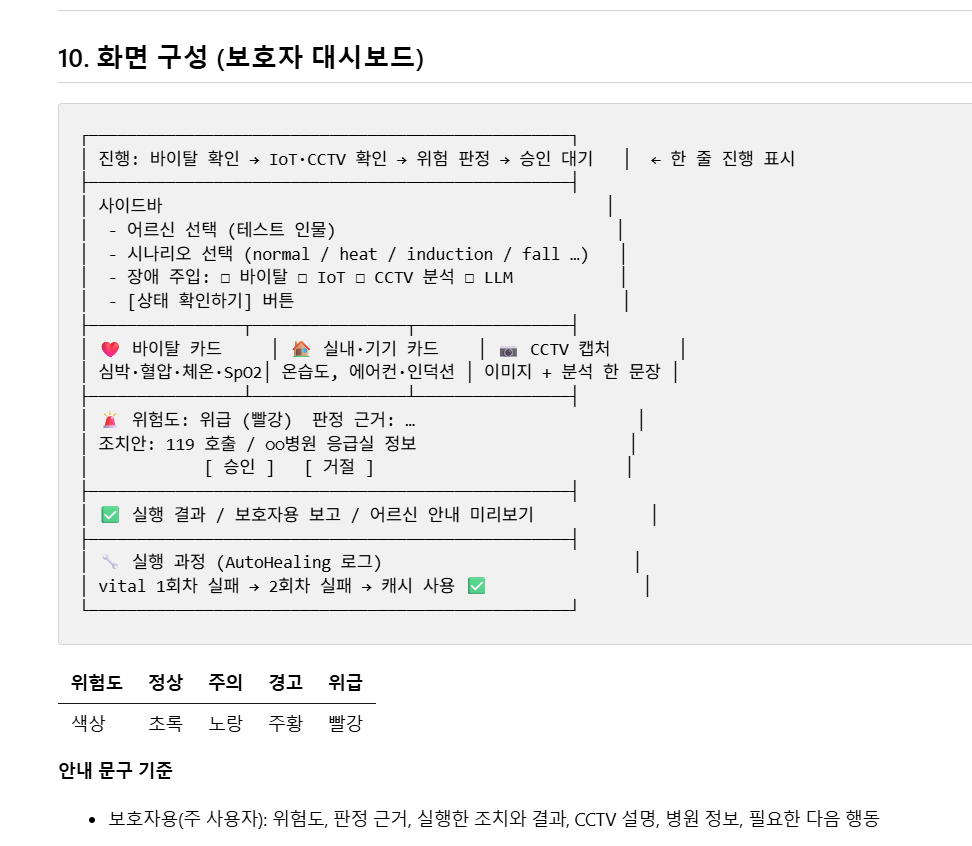 10. 화면 구성 (보호자 대시보드)
진행: 바이탈 확인 → IoT·CCTV 확인 → 위험 판정 → 승인 대기 ← 한 줄 진행 표시
사이드바
- 어르신 선택 (테스트 인물)
- 시나리오 선택 (normal / heat / induction / fall …)
- 장애 주입: □ 바이탈 □ IoT □ CCTV 분석 □ LLM
- [상태 확인하기] 버튼
❤️ 바이탈 카드 │ 🏠 실내·기기 카드 │ 📷 CCTV 캡처
심박·혈압·체온·SpO2│ 온습도, 에어컨·인덕션 │ 이미지 + 분석 한 문장 │
🚨 위험도: 위급 (빨강) 판정 근거: …
조치안: 119 호출 / ○○병원 응급실 정보
[ 승인 ] [ 거절 ]
✅ 실행 결과 / 보호자용 보고 / 어르신 안내 미리보기
🔧 실행 과정 (AutoHealing 로그)
vital 1회차 실패 → 2회차 실패 → 캐시 사용 ✅
위험도 정상 주의 경고 위급
색상 초록 노랑 주황 빨강
안내 문구 기준
• 보호자용(주 사용자): 위험도, 판정 근거, 실행한 조치와 결과, CCTV 설명, 병원 정보, 필요한 다음 행동